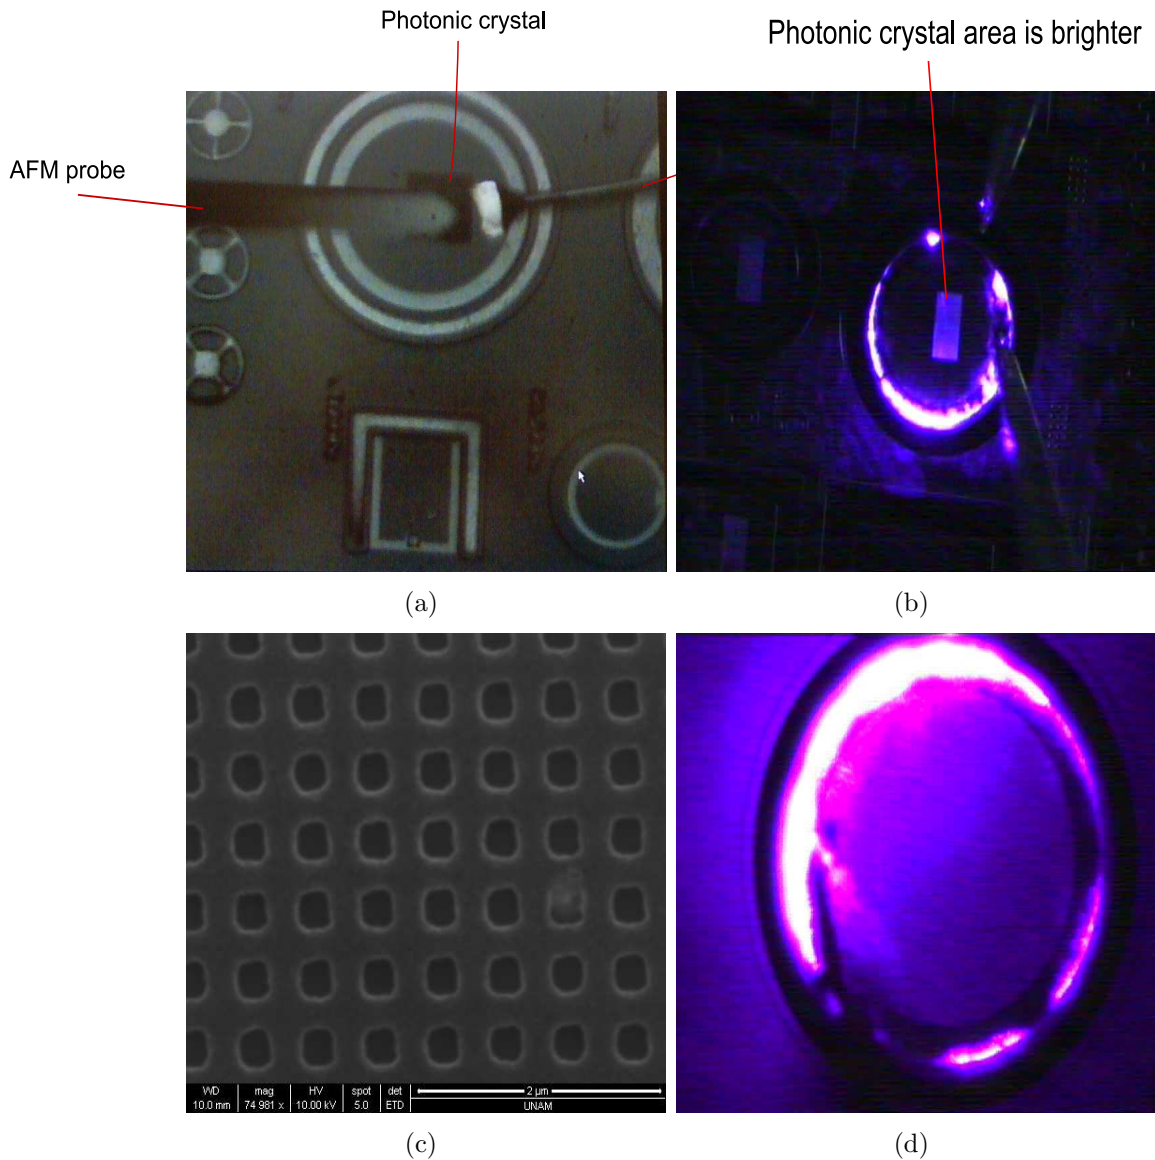 Photonic crystal
Photonic crystal area is brighter
AFM probe
(a)
(b)
WD mag HV spot det
10.0 mm 74 981 x 10.00 kV 5.0 ETD
2 µm
UNAM
(c)
(d)